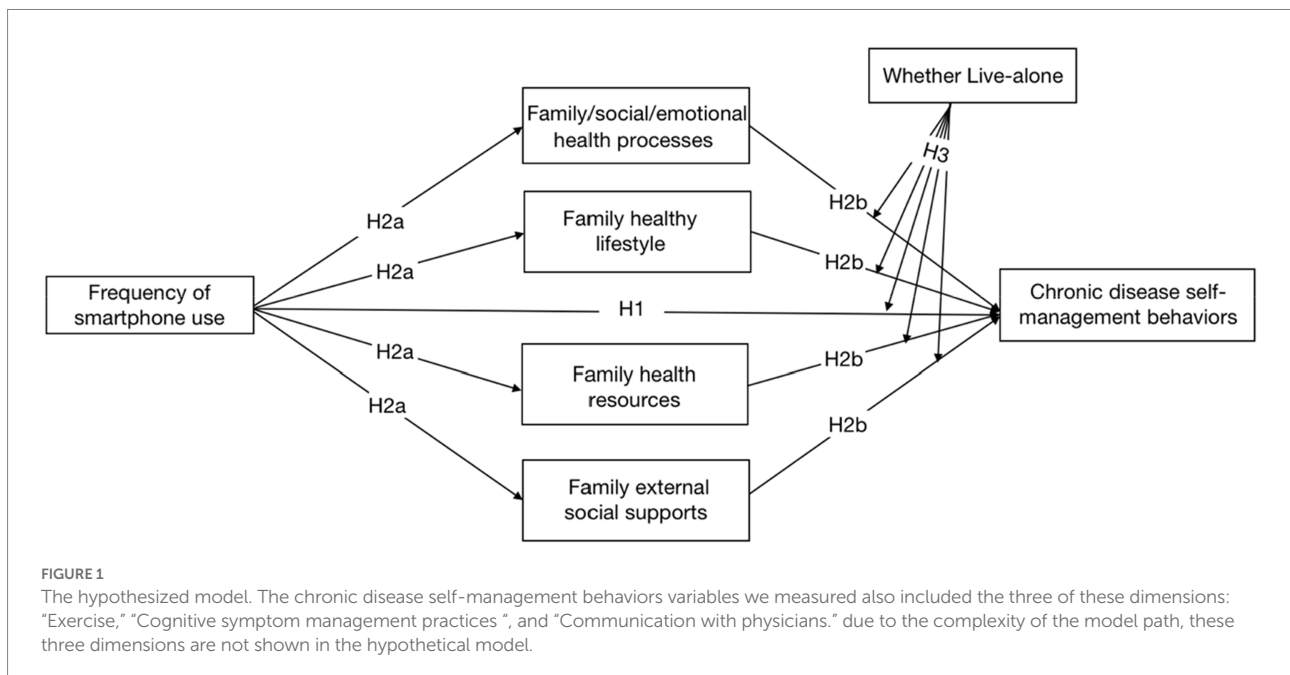 Whether Live-alone
Family/social/emotional
health processes
H3
H2a
H2b
Family healthy
lifestyle
H2a
H2b
Frequency of
smartphone use
H1
Chronic disease self-
management behaviors
H2a
H2b
Family health
resources
H2a
H2b
Family external
social supports
FIGURE 1
The hypothesized model. The chronic disease self-management behaviors variables we measured also included the three of these dimensions:
"Exercise," "Cognitive symptom management practices ", and "Communication with physicians." due to the complexity of the model path, these
three dimensions are not shown in the hypothetical model.